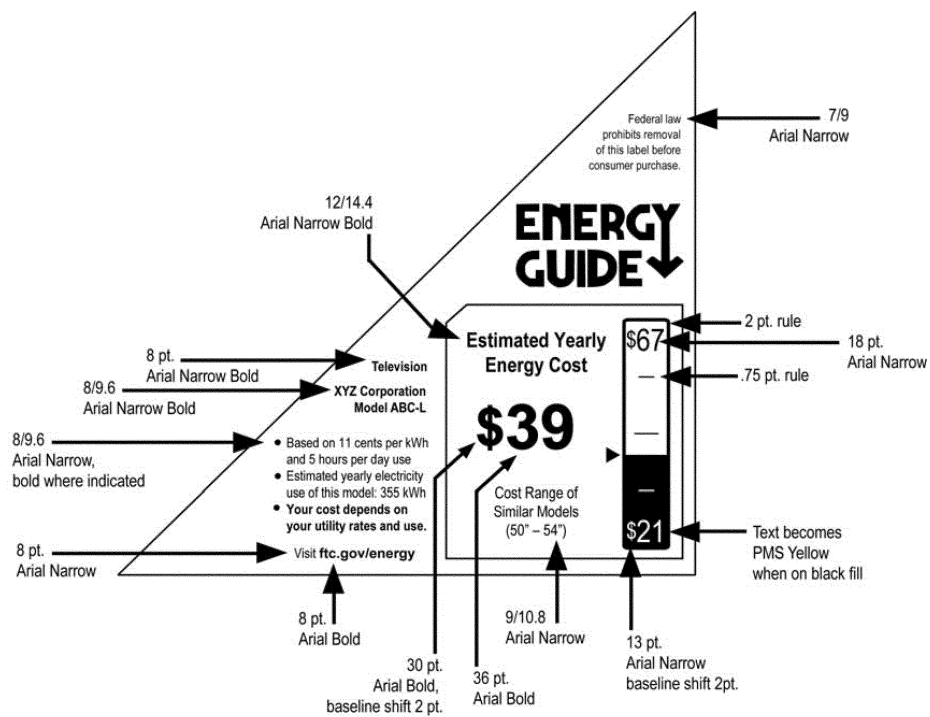 7/9
Arial Narrow
Federal law
prohibits removal
of this label before
consumer purchase.
12/14.4
Arial Narrow Bold
ENERGY
GUIDE
2 pt. rule
18 pt.
Arial Narrow
.75 pt. rule
Estimated Yearly
Energy Cost
$67
8 pt.
Arial Narrow Bold
Television
8/9.6
Arial Narrow Bold
XYZ Corporation
Model ABC-L
$39
8/9.6
Arial Narrow,
bold where indicated
• Based on 11 cents per kWh
and 5 hours per day use
• Estimated yearly electricity
use of this model: 355 kWh
• Your cost depends on
your utility rates and use.
Cost Range of
Similar Models
(50” – 54”)
$21
Text becomes
PMS Yellow
when on black fill
8 pt.
Arial Narrow
Visit ftc.gov/energy
8 pt.
Arial Bold
30 pt.
Arial Bold,
baseline shift 2 pt.
36 pt.
Arial Bold
9/10.8
Arial Narrow
13 pt.
Arial Narrow
baseline shift 2pt.